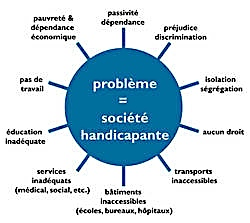 passivité
dépendance
pauvreté &
dépendance
économique
préjudice
discrimination
pas de
travail
isolation
ségrégation
problème
=
société
handicapante
éducation
inadéquate
aucun droit
services
inadéquats
(médical, social, etc.)
transports
inaccessibles
bâtiments
inaccessibles
(écoles, bureaux, hôpitaux)